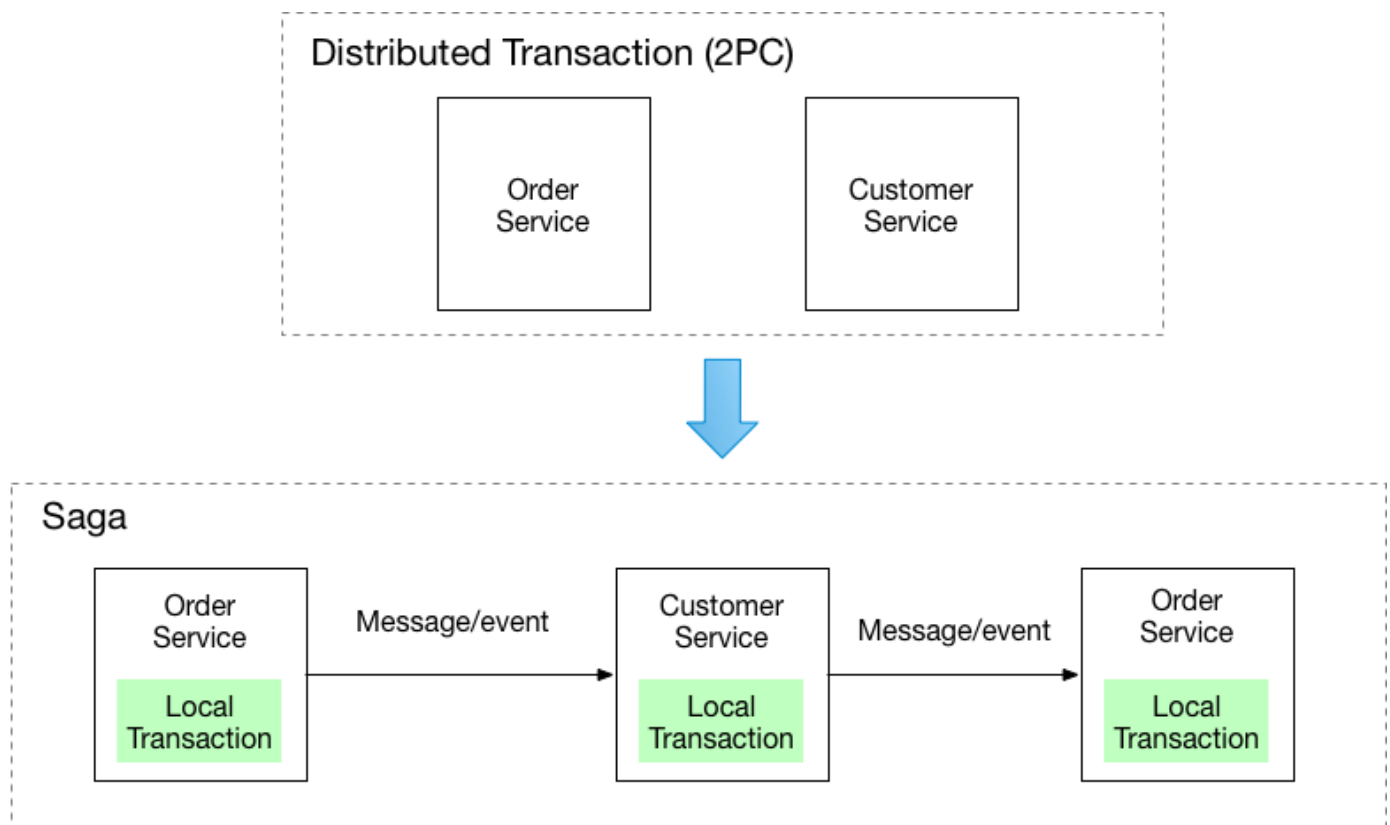 Distributed Transaction (2PC)
Order
Service
Customer
Service
Saga
Order
Service
Local
Transaction
Message/event
Customer
Service
Local
Transaction
Message/event
Order
Service
Local
Transaction